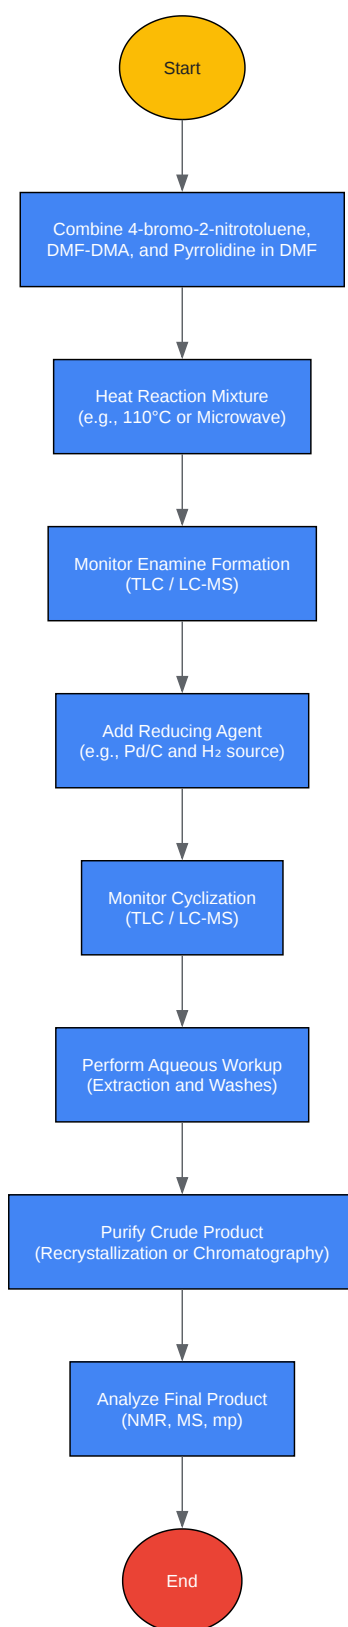 Start
Combine 4-bromo-2-nitrotoluene,
DMF-DMA, and Pyrrolidine in DMF
Heat Reaction Mixture
(e.g., 110°C or Microwave)
Monitor Enamine Formation
(TLC / LC-MS)
Add Reducing Agent
(e.g., Pd/C and H₂ source)
Monitor Cyclization
(TLC / LC-MS)
Perform Aqueous Workup
(Extraction and Washes)
Purify Crude Product
(Recrystallization or Chromatography)
Analyze Final Product
(NMR, MS, mp)
End